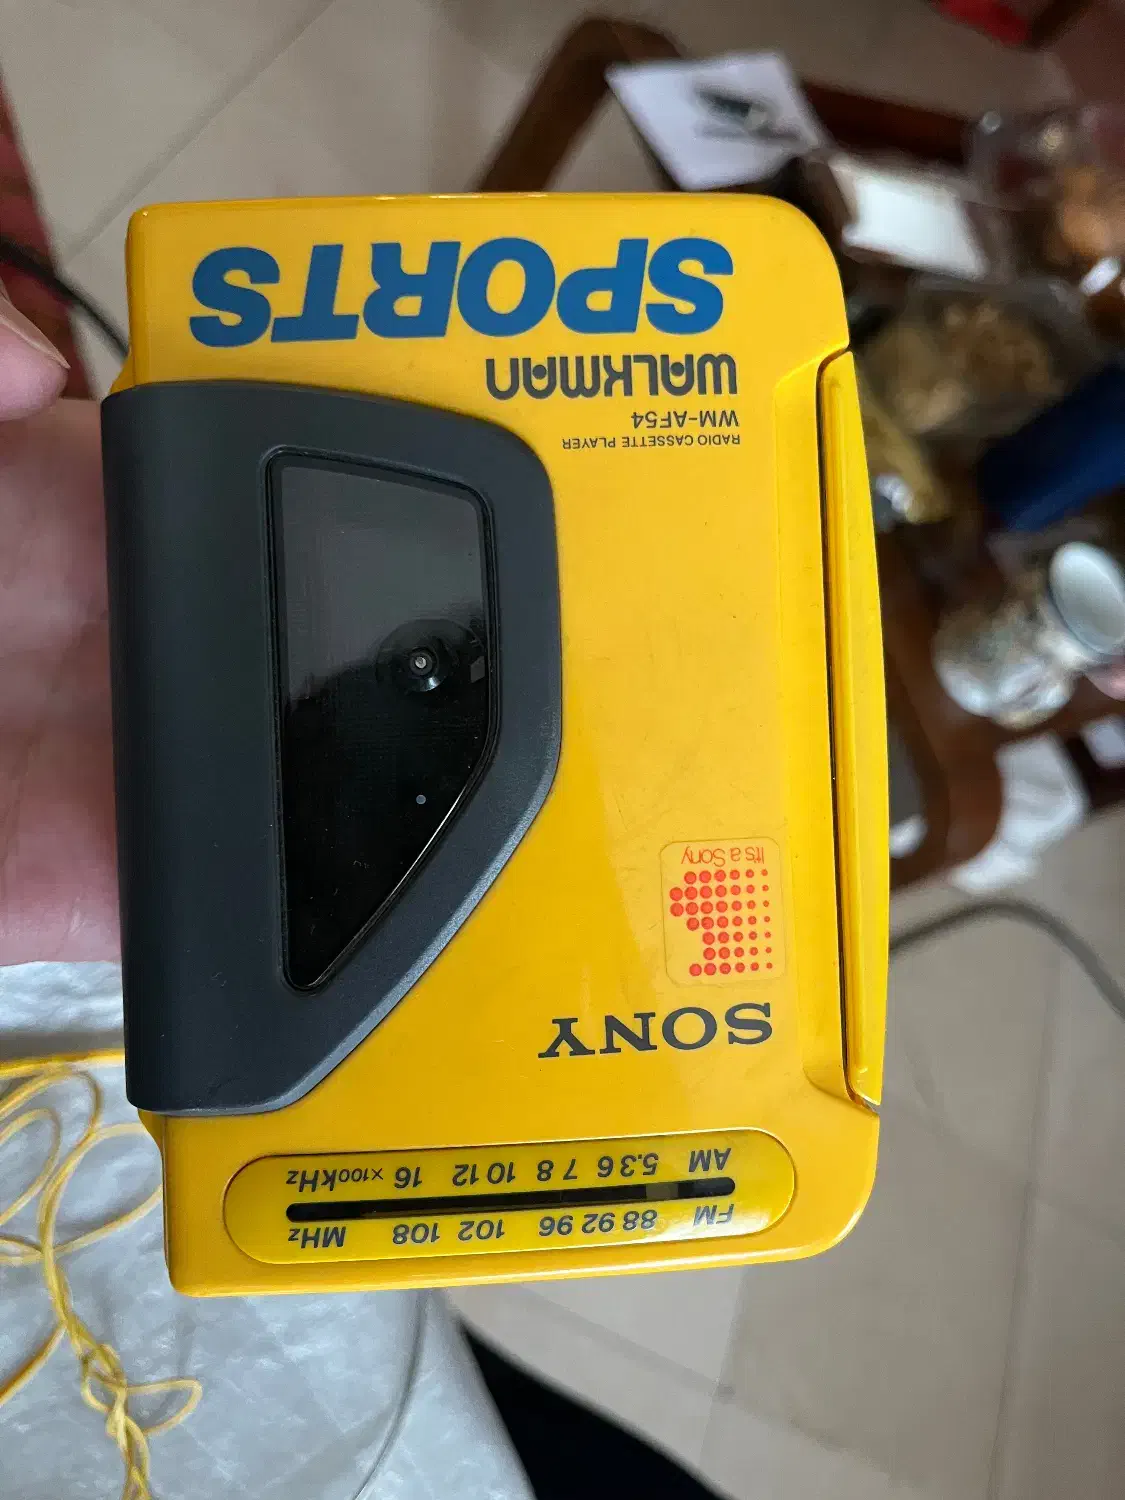 FM 88 92 96 102 108 MHz
AM 5.3 6 7 8 10 12 16 ×100kHz
SONY
It's a Sony
RADIO CASSETTE PLAYER
WM-AF54
WALKMAN
SPORTS